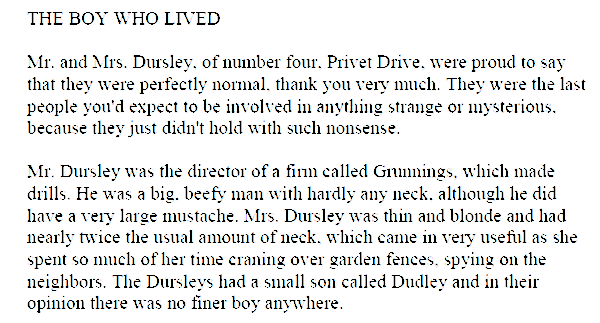 THE BOY WHO LIVED
Mr. and Mrs. Dursley, of number four, Privet Drive, were proud to say
that they were perfectly normal, thank you very much. They were the last
people you'd expect to be involved in anything strange or mysterious,
because they just didn't hold with such nonsense.
Mr. Dursley was the director of a firm called Grunnings, which made
drills. He was a big, beefy man with hardly any neck, although he did
have a very large mustache. Mrs. Dursley was thin and blonde and had
nearly twice the usual amount of neck, which came in very useful as she
spent so much of her time craning over garden fences, spying on the
neighbors. The Dursleys had a small son called Dudley and in their
opinion there was no finer boy anywhere.